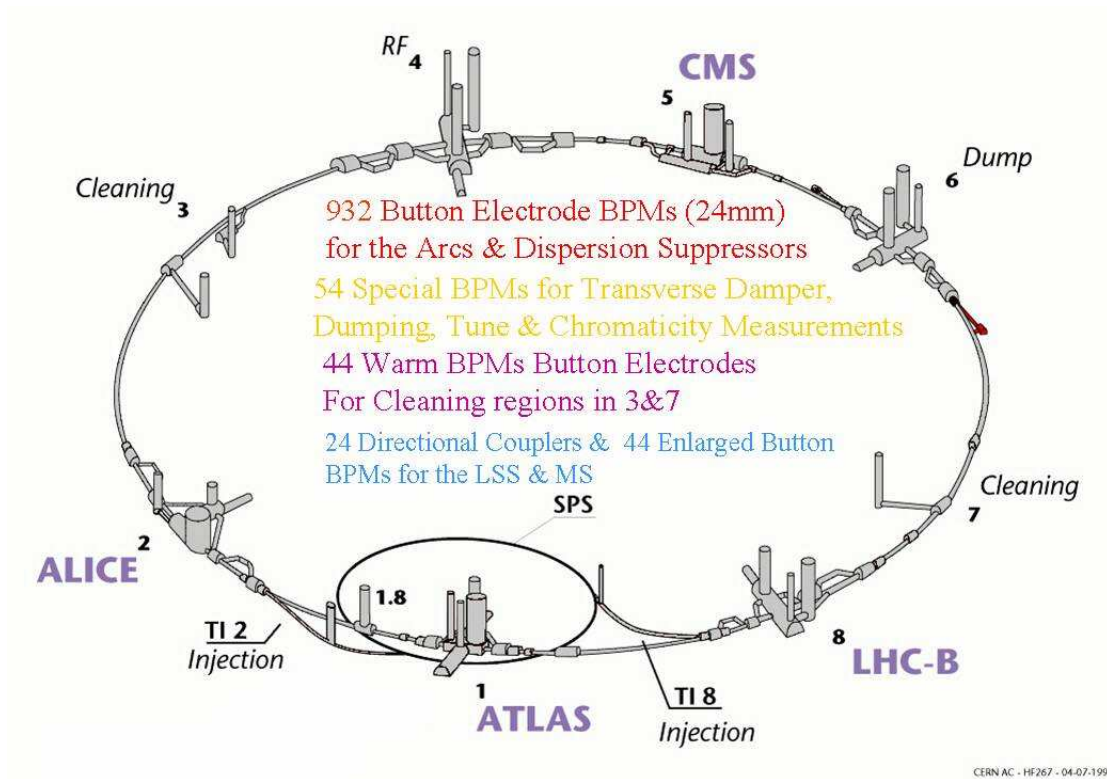 RF
4
CMS
5
Dump
6
Cleaning
3
932 Button Electrode BPMs (24mm)
for the Arcs & Dispersion Suppressors
54 Special BPMs for Transverse Damper,
Dumping, Tune & Chromaticity Measurements
44 Warm BPMs Button Electrodes
For Cleaning regions in 3&7
24 Directional Couplers & 44 Enlarged Button
BPMs for the LSS & MS
Cleaning
7
SPS
ALICE
2
1.8
TI 2
Injection
8
LHC-B
1
ATLAS
TI 8
Injection
CERN AC - HF267 - 04-07-199